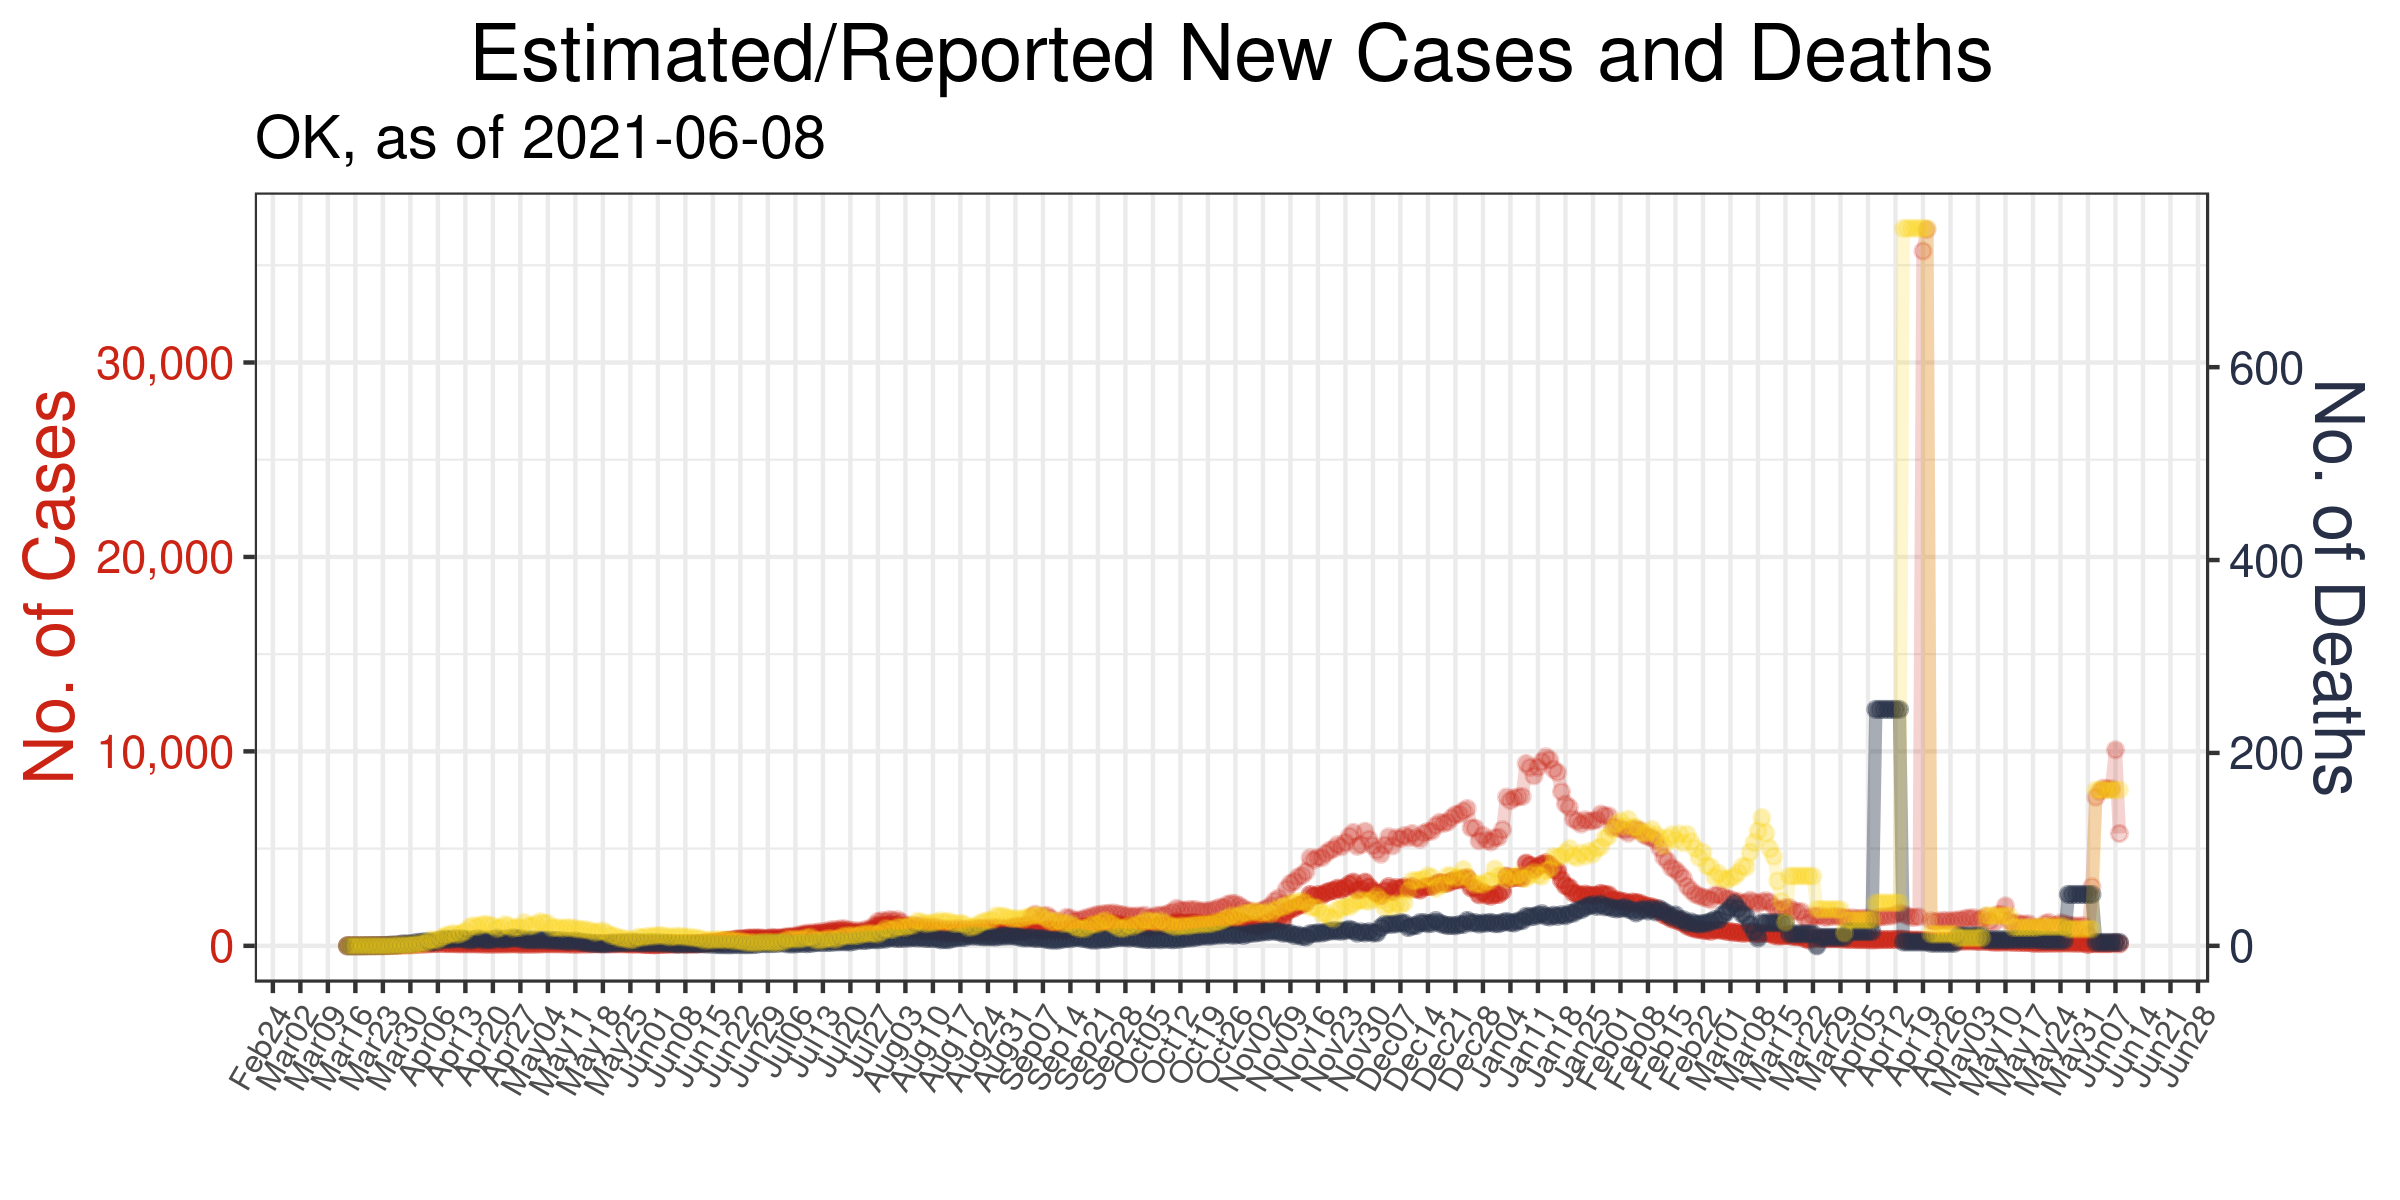 Estimated/Reported New Cases and Deaths
OK, as of 2021-06-08
No. of Cases
30,000
20,000
10,000
0
600
400
200
0
No. of Deaths
Feb24
Mar02
Mar09
Mar16
Mar23
Mar30
Apr06
Apr13
Apr20
Apr27
May04
May11
May18
May25
Jun01
Jun08
Jun15
Jun22
Jun29
Jul06
Jul13
Jul20
Jul27
Aug03
Aug10
Aug17
Aug24
Aug31
Sep07
Sep14
Sep21
Sep28
Oct05
Oct12
Oct19
Oct26
Nov02
Nov09
Nov16
Nov23
Nov30
Dec07
Dec14
Dec21
Dec28
Jan04
Jan11
Jan18
Jan25
Feb01
Feb08
Feb15
Feb22
Mar01
Mar08
Mar15
Mar22
Mar29
Apr05
Apr12
Apr19
Apr26
May03
May10
May17
May24
May31
Jun07
Jun14
Jun21
Jun28